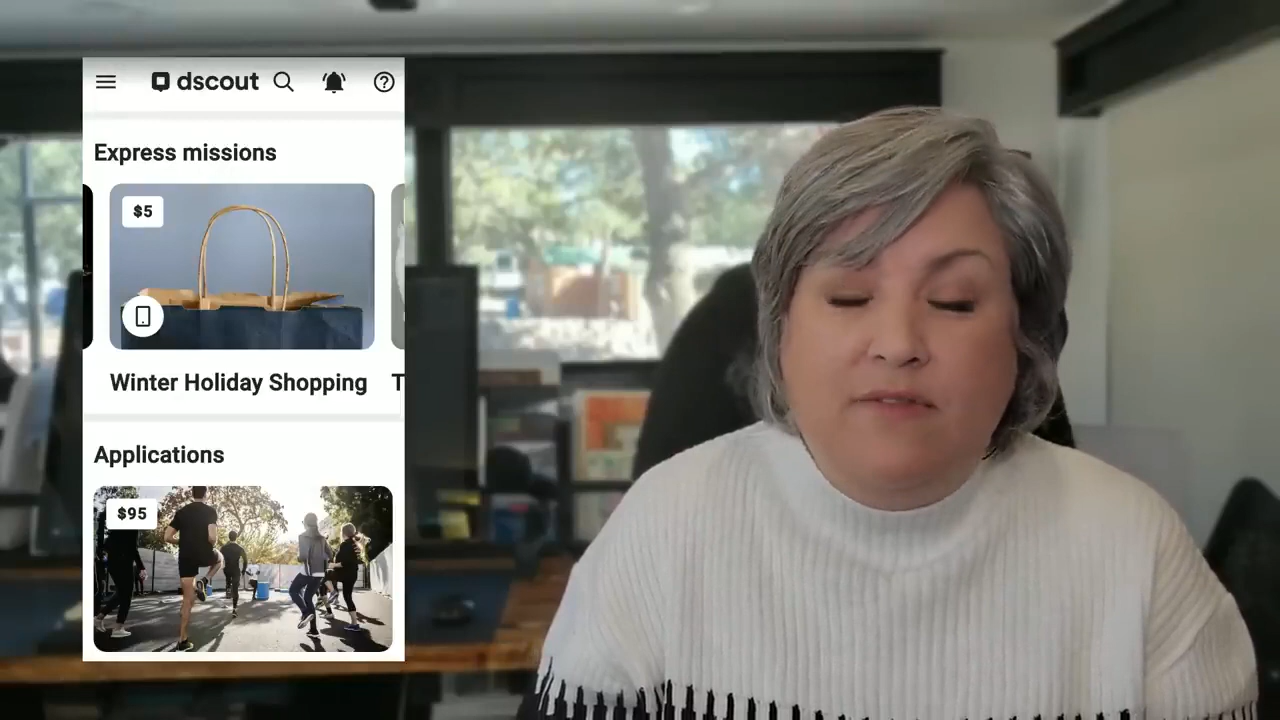 dscout
Express missions
$5
Winter Holiday Shopping
T
Applications
$95